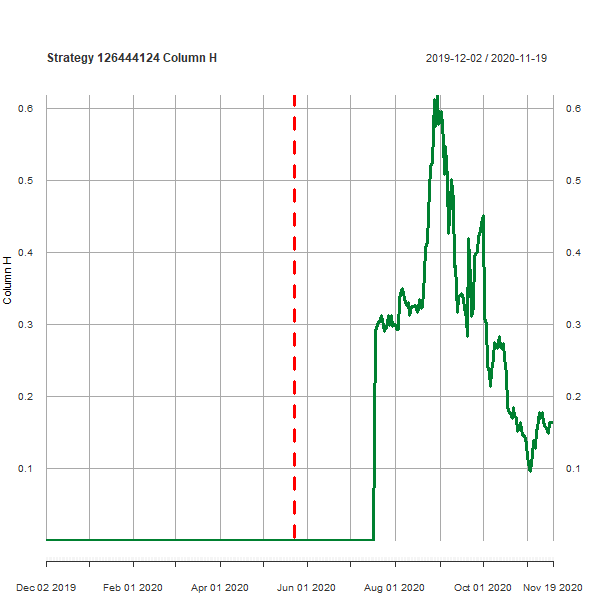 Strategy 126444124 Column H
2019-12-02 / 2020-11-19
0.6
0.6
0.5
0.5
0.4
0.4
Column H
0.3
0.3
0.2
0.2
0.1
0.1
Dec 02 2019
Feb 01 2020
Apr 01 2020
Jun 01 2020
Aug 01 2020
Oct 01 2020
Nov 19 2020